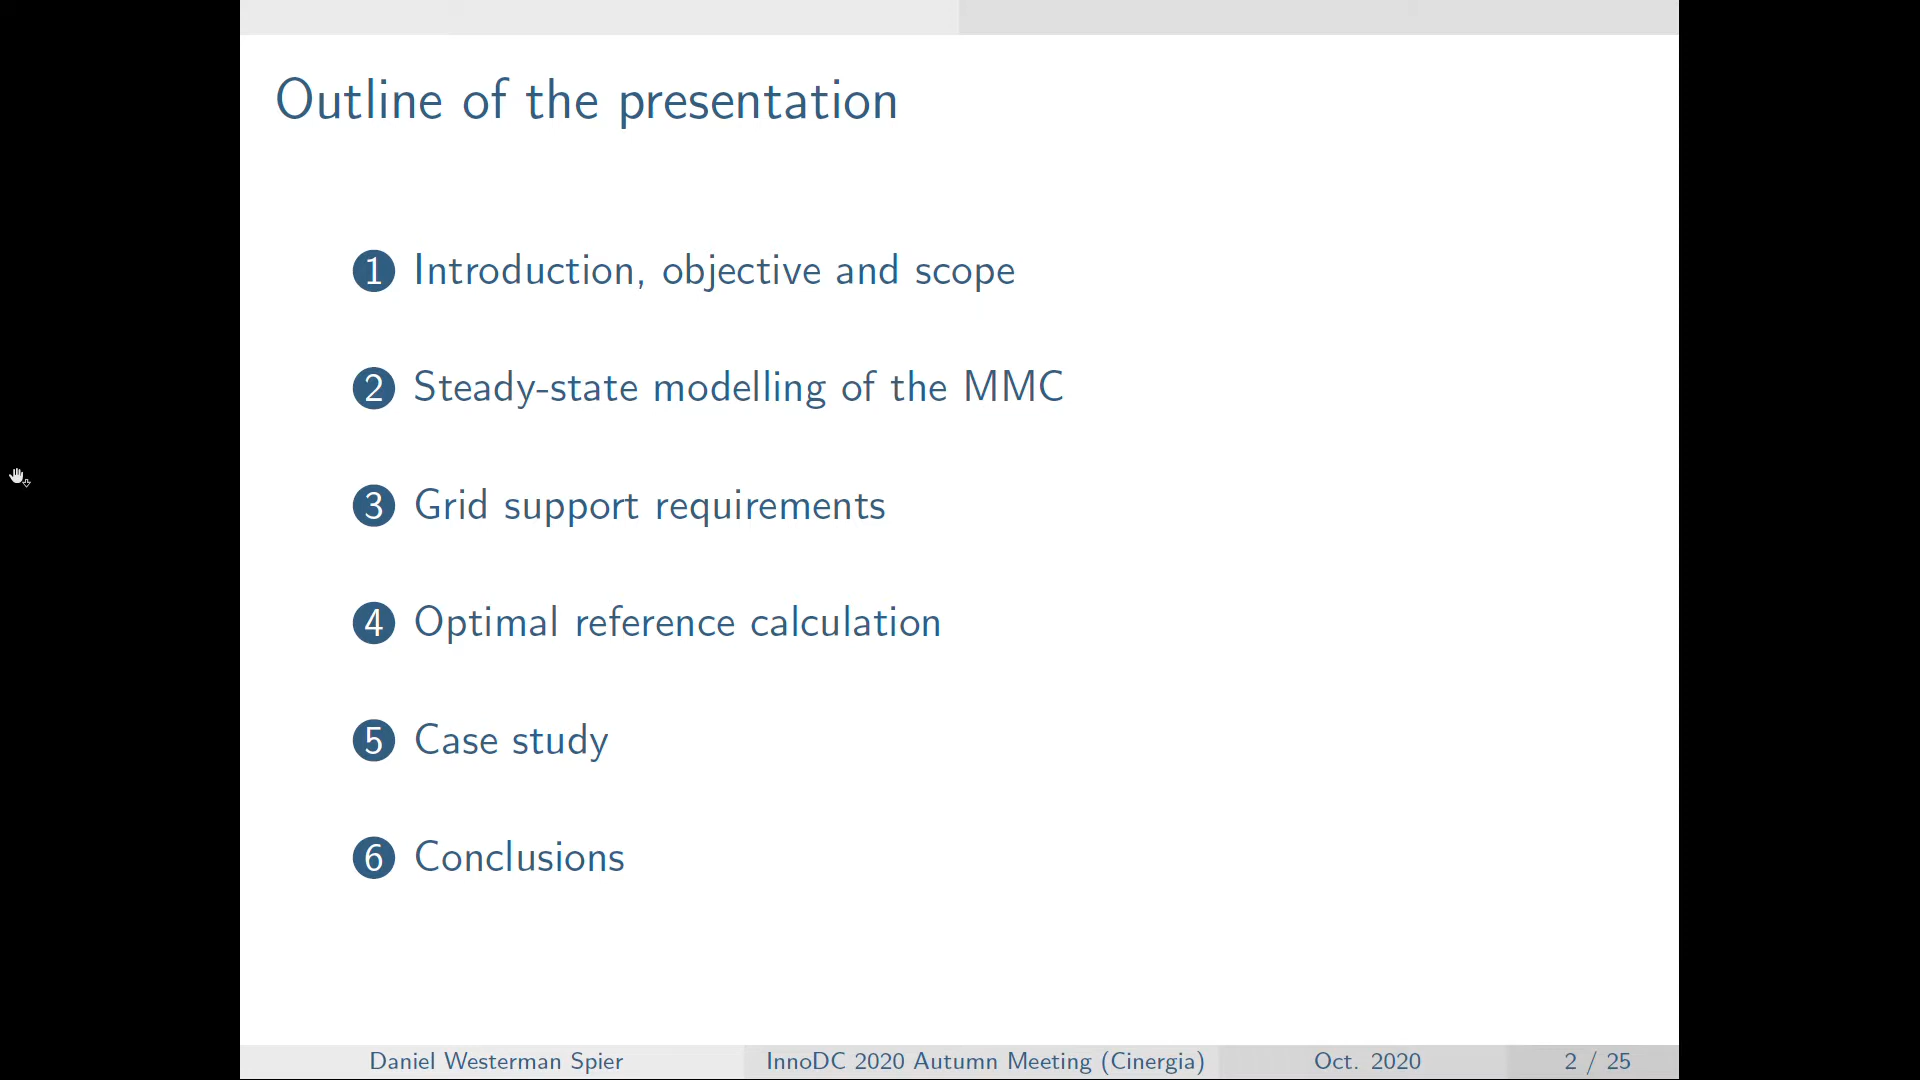 Outline of the presentation
1 Introduction, objective and scope
2 Steady-state modelling of the MMC
3 Grid support requirements
4 Optimal reference calculation
5 Case study
6 Conclusions
Daniel Westerman Spier InnoDC 2020 Autumn Meeting (Cinergia) Oct. 2020 2 / 25